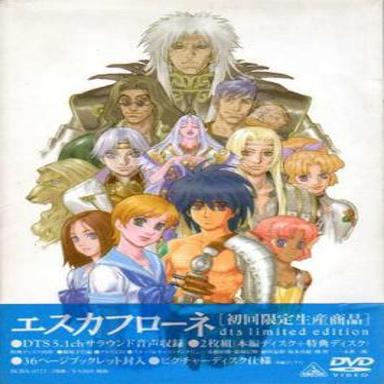 エスカフローネ
[初回限定生産商品]
dts limited edition
●DTS5.1chサラウンド音声収録 ●2枚組(本編ディスク+特典ディスク)
●36ページブックレット封入 ●ピクチャーディスク仕様
DVD
VIDEO